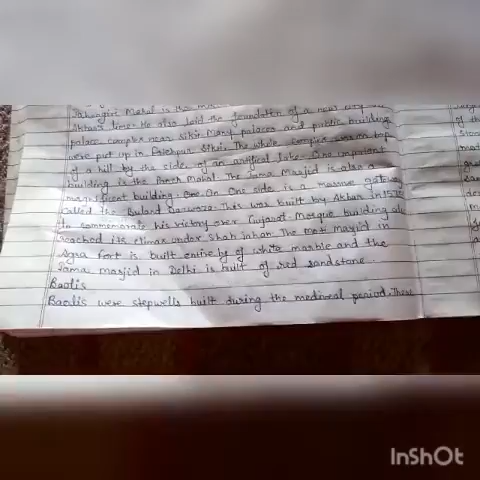 Jahangiri Mahal is the
Akbar's time. He also laid the foundation of a new
palace complex near Sikri. Many palaces and public buildings
were put up in Fatehpur Sikri. The whole complex was on top
of a hill by the side of an artifical lake. One important
building is the Panch Mahal. The Jama Masjid is also a
magnificent building. One. On One side is a massive gateway
called the Buland Darwaza. This was built by Akbar in
to commemorate his victory over Gujarat. Mosque building also
reached its climax under Shah Jahan. The moti masjid in
Agra Fort is built entirely of white marble and the
Jama masjid in Delhi is built of red sandstone.
Baolis
Baolis were stepwells built during the medieval period. These
of th
InShOt